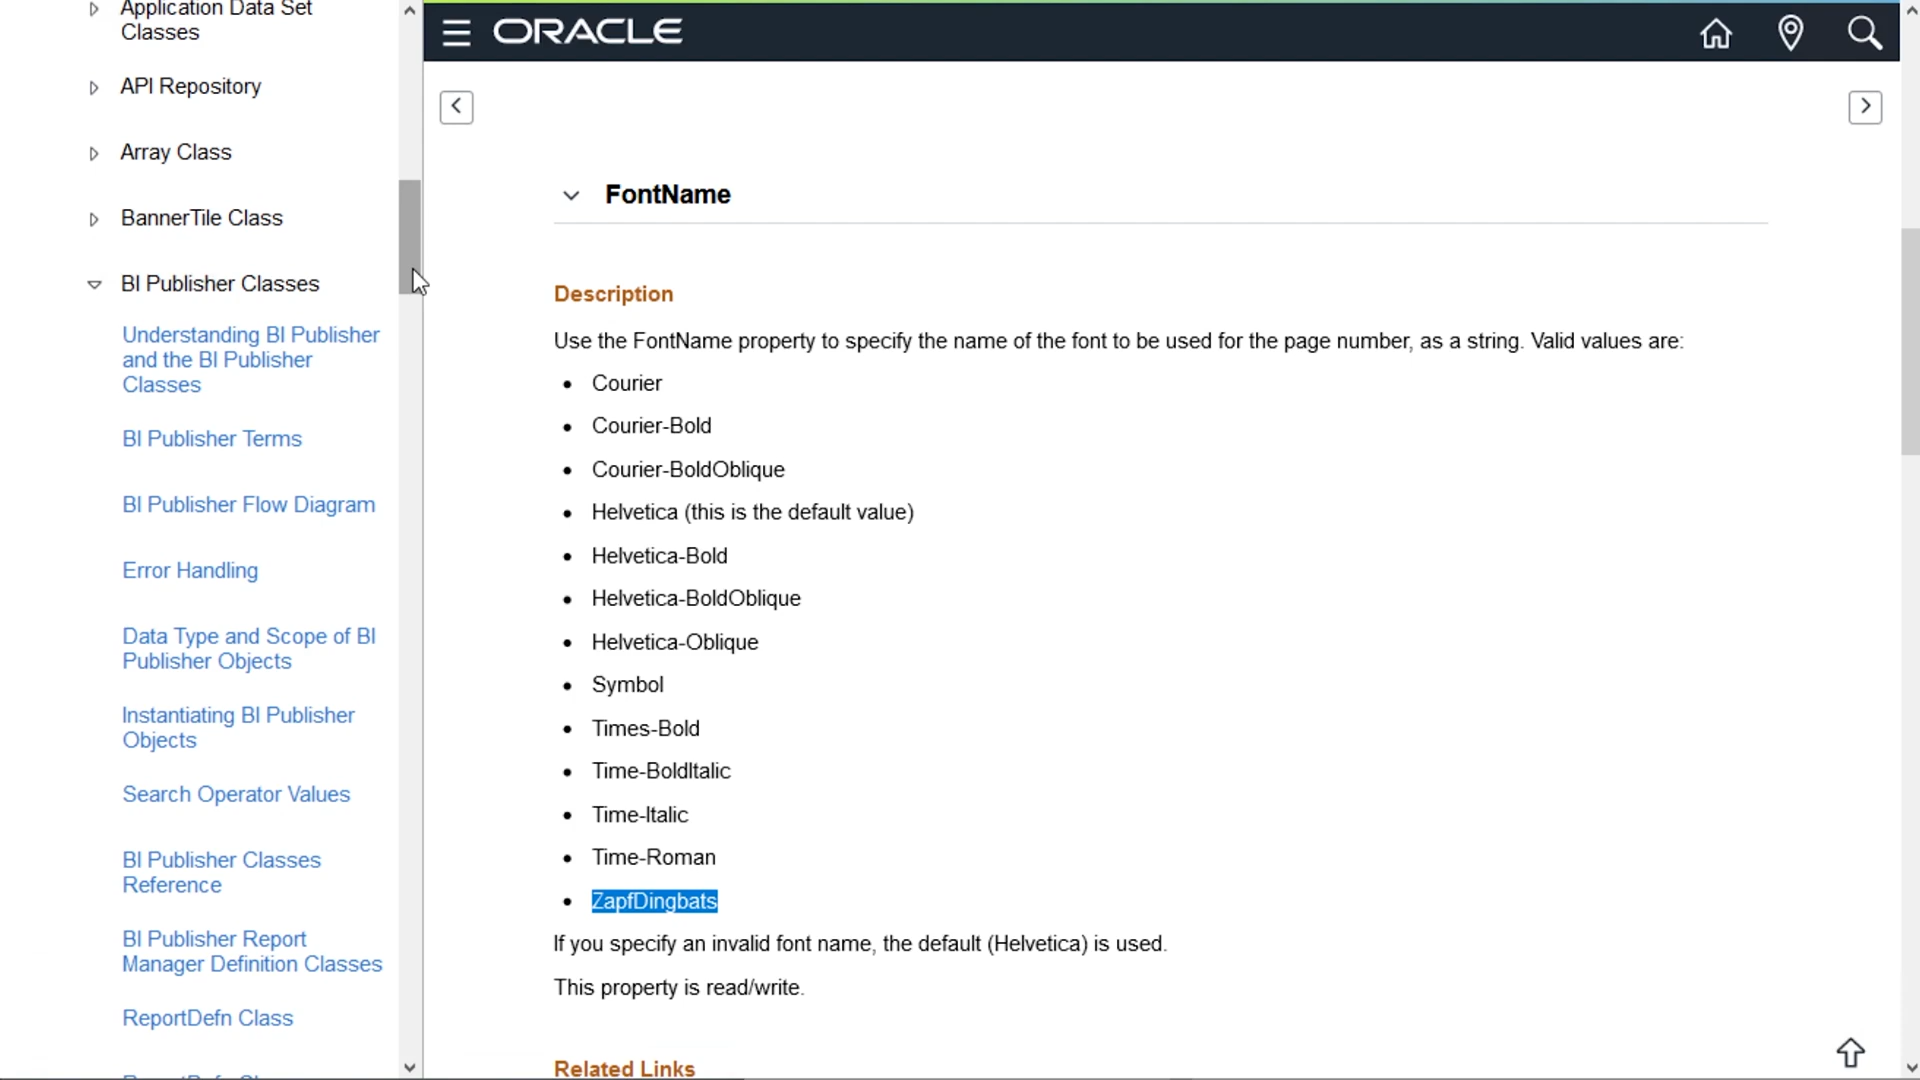 Application Data Set
Classes
API Repository
Array Class
BannerTile Class
BI Publisher Classes
Understanding BI Publisher
and the BI Publisher
Classes
BI Publisher Terms
BI Publisher Flow Diagram
Error Handling
Data Type and Scope of BI
Publisher Objects
Instantiating BI Publisher
Objects
Search Operator Values
BI Publisher Classes
Reference
BI Publisher Report
Manager Definition Classes
ReportDefn Class
ORACLE
FontName
Description
Use the FontName property to specify the name of the font to be used for the page number, as a string. Valid values are:
• Courier
• Courier-Bold
• Courier-BoldOblique
• Helvetica (this is the default value)
• Helvetica-Bold
• Helvetica-BoldOblique
• Helvetica-Oblique
• Symbol
• Times-Bold
• Time-BoldItalic
• Time-Italic
• Time-Roman
• ZapfDingbats
If you specify an invalid font name, the default (Helvetica) is used.
This property is read/write.
Related Links